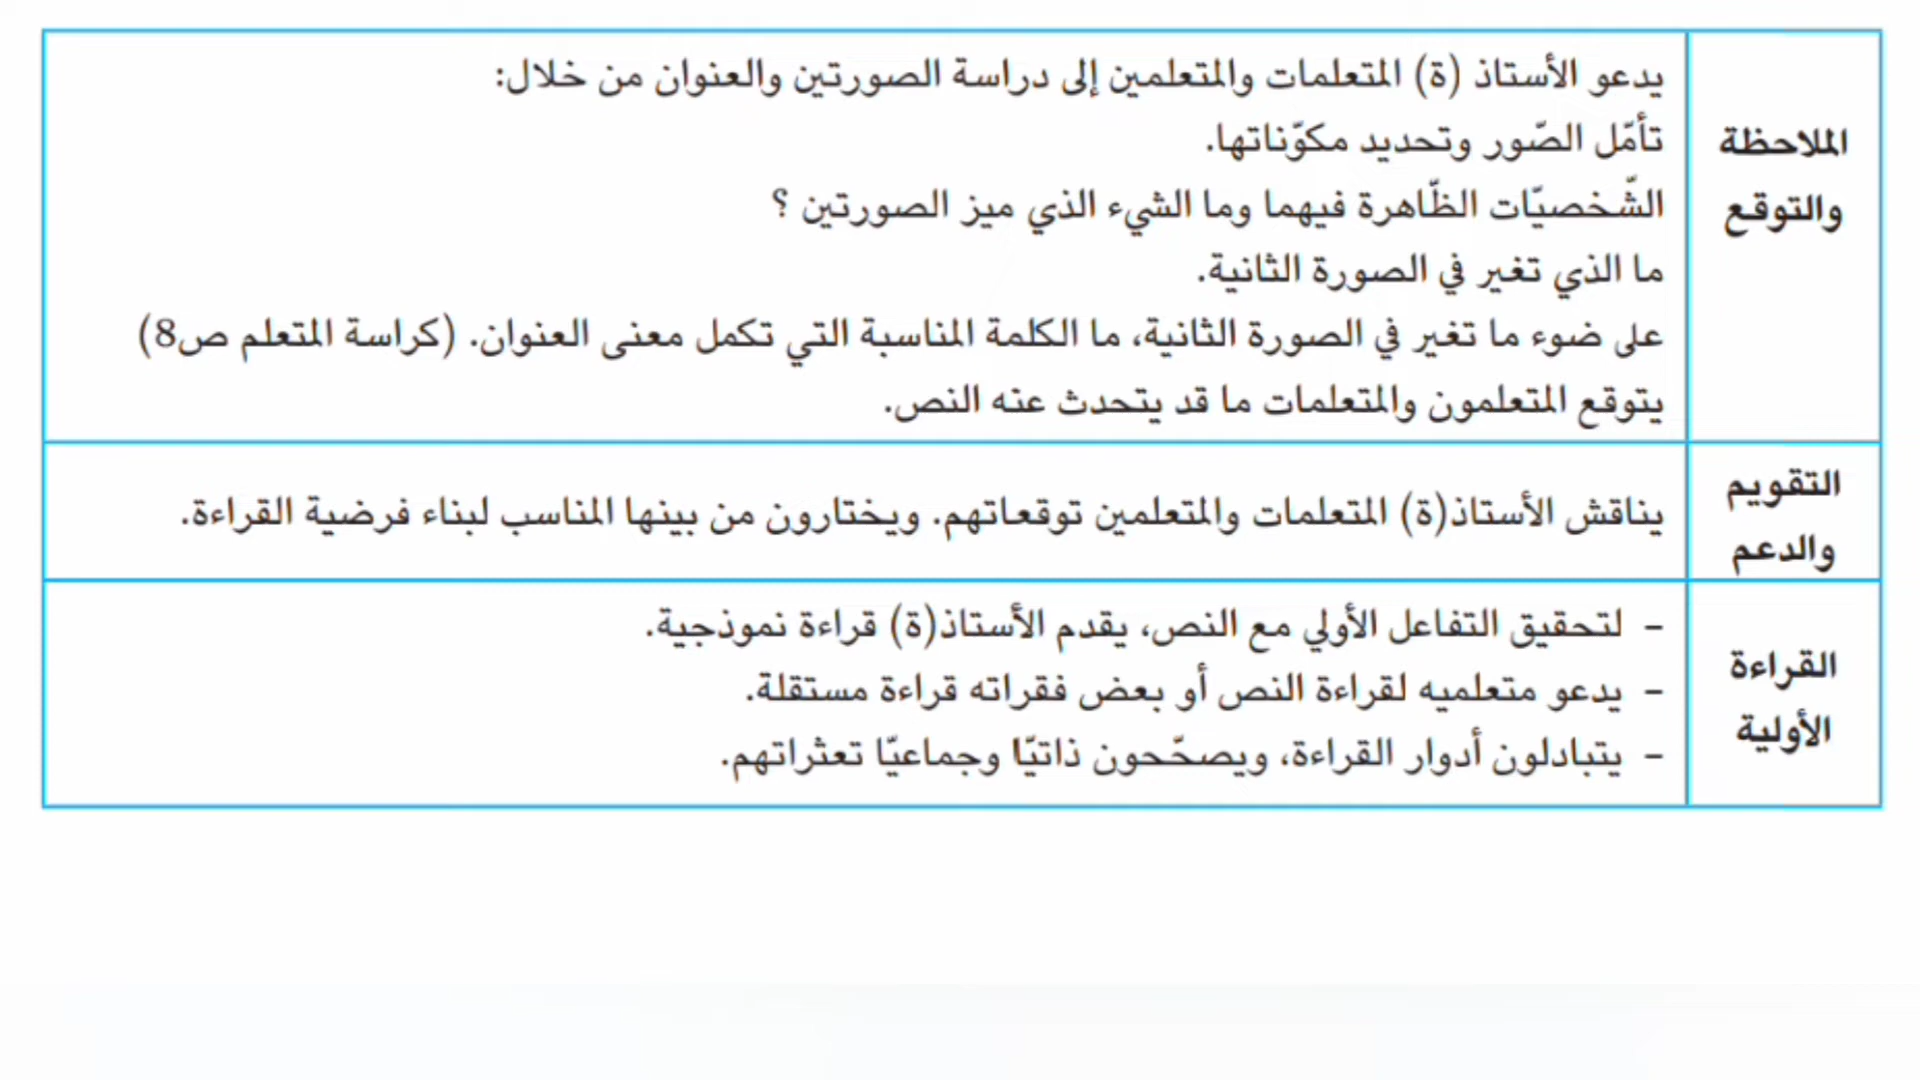 الملاحظة
والتوقع
يدعو الأستاذ (ة) المتعلمات والمتعلمين إلى دراسة الصورتين والعنوان من خلال:
تأمّل الصّور وتحديد مكوّناتها.
الشّخصيّات الظّاهرة فيهما وما الشيء الذي ميز الصورتين ؟
ما الذي تغير في الصورة الثانية.
على ضوء ما تغير في الصورة الثانية، ما الكلمة المناسبة التي تكمل معنى العنوان. (كراسة المتعلم ص8)
يتوقع المتعلمون والمتعلمات ما قد يتحدث عنه النص.
التقويم
والدعم
يناقش الأستاذ(ة) المتعلمات والمتعلمين توقعاتهم. ويختارون من بينها المناسب لبناء فرضية القراءة.
القراءة
الأولية
- لتحقيق التفاعل الأولي مع النص، يقدم الأستاذ(ة) قراءة نموذجية.
- يدعو متعلميه لقراءة النص أو بعض فقراته قراءة مستقلة.
- يتبادلون أدوار القراءة، ويصحّحون ذاتيّا وجماعيّا تعثراتهم.